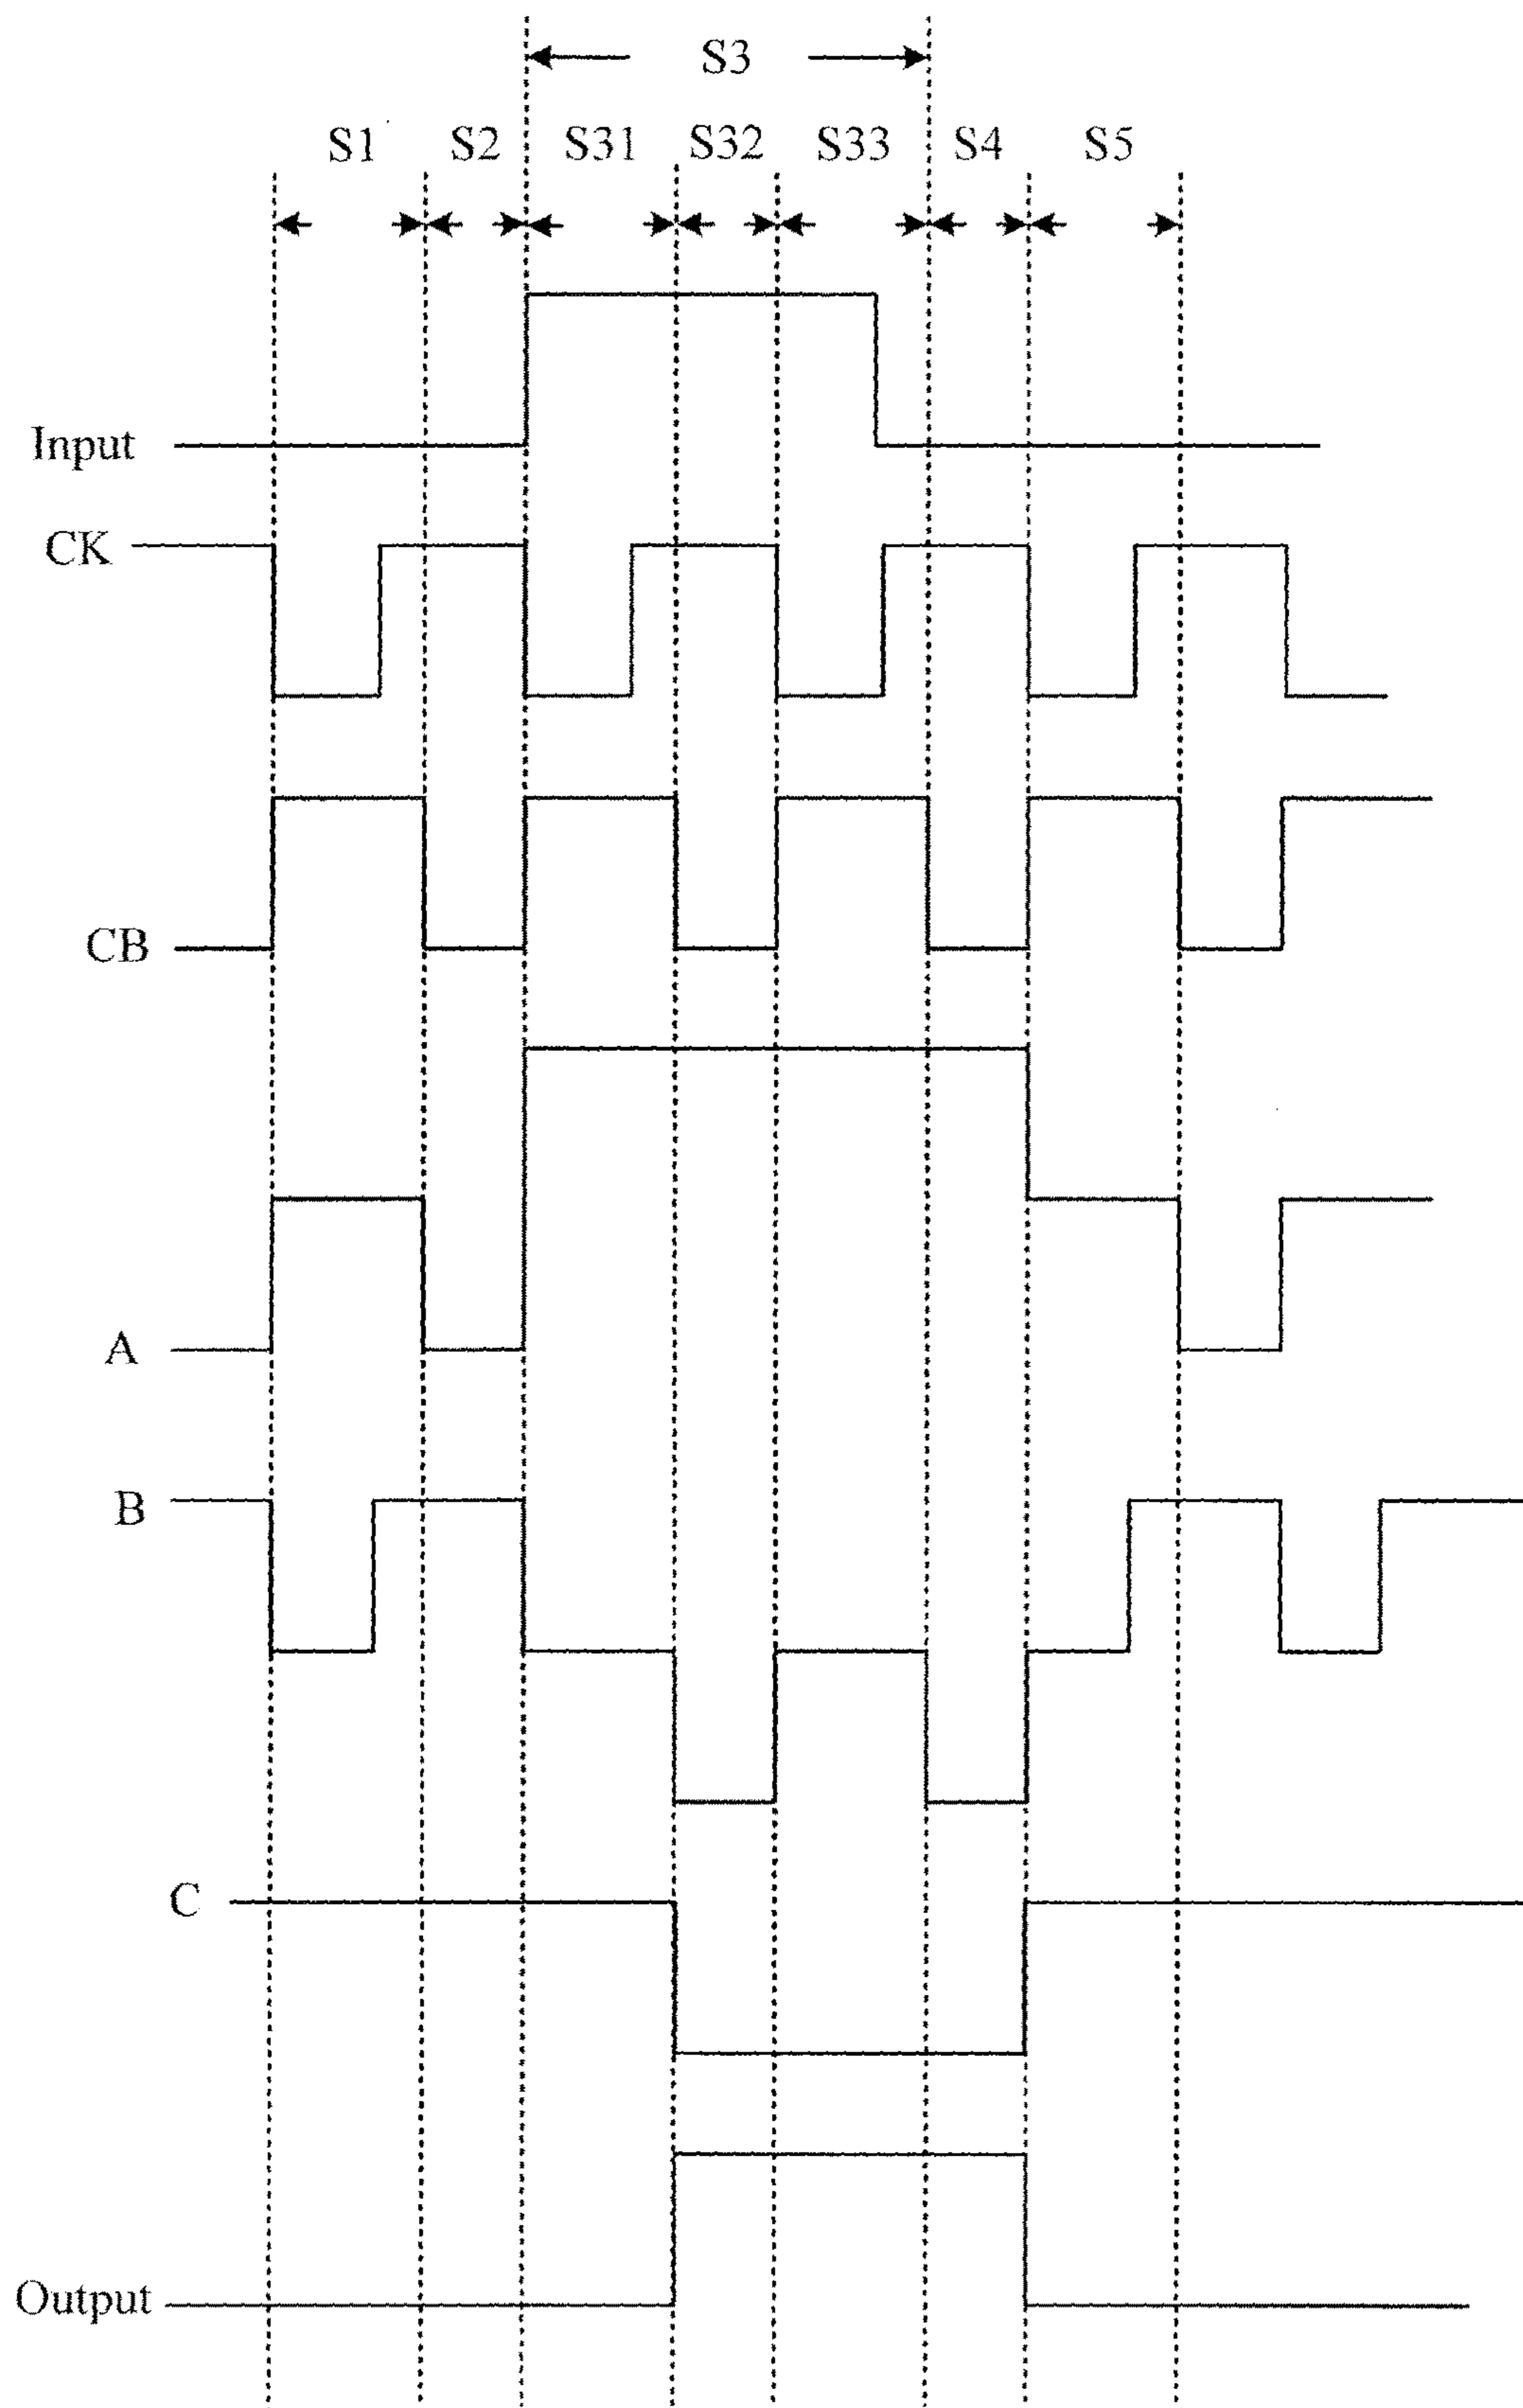 S3
S1 S2 S31 S32 S33 S4 S5
Input
CK
CB
A
B
C
Output